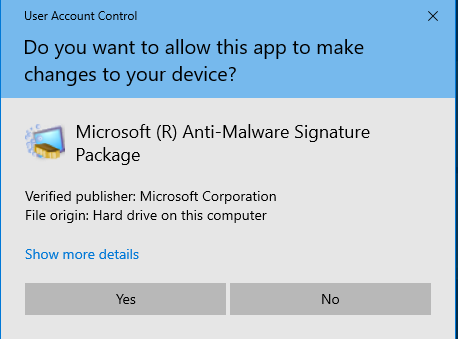 User Account Control
Do you want to allow this app to make
changes to your device?
Microsoft (R) Anti-Malware Signature
Package
Verified publisher: Microsoft Corporation
File origin: Hard drive on this computer
Show more details
Yes
No